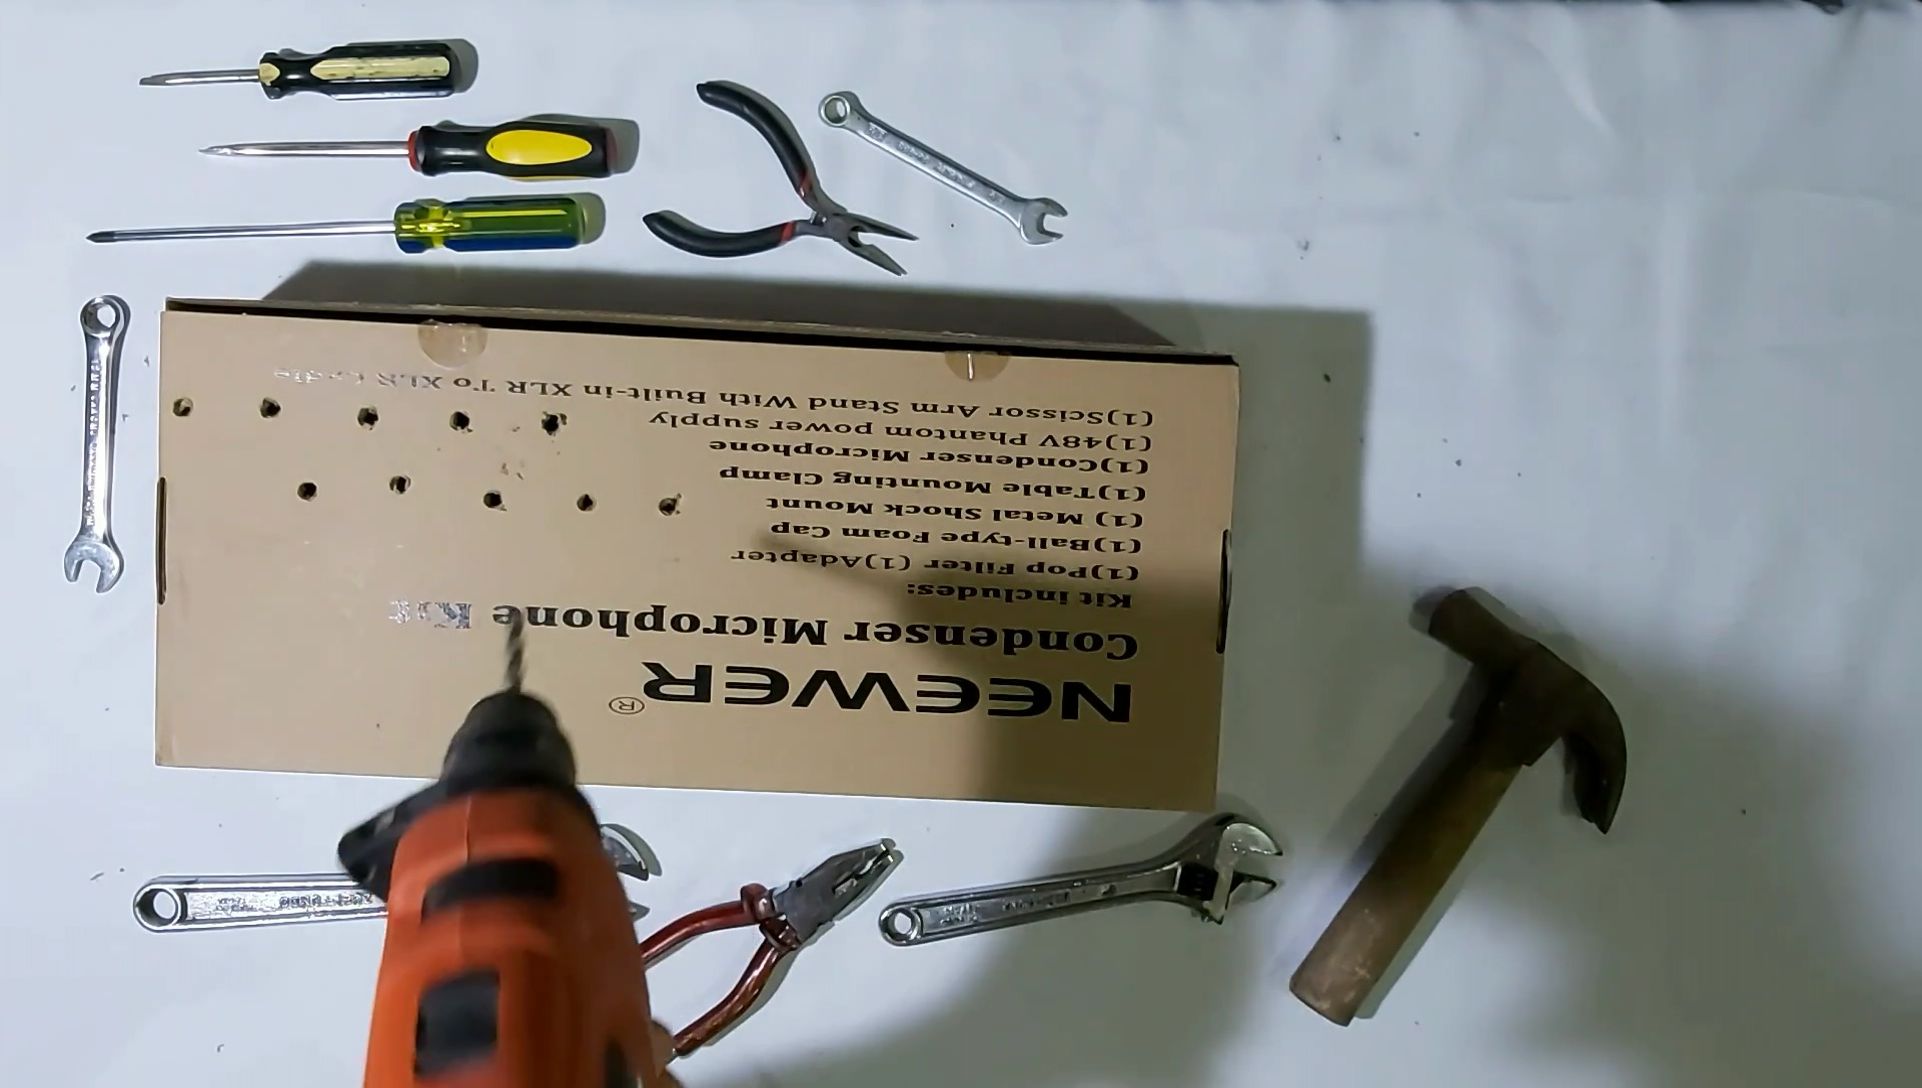 NEEWER®
Condenser Microphone Kit
Kit includes:
(1)Pop Filter (1)Adapter
(1)Ball-type Foam Cap
(1) Metal Shock Mount
(1)Table Mounting Clamp
(1)Condenser Microphone
(1)48V Phantom power supply
(1)Scissor Arm Stand With Built-in XLR To XLR Cable